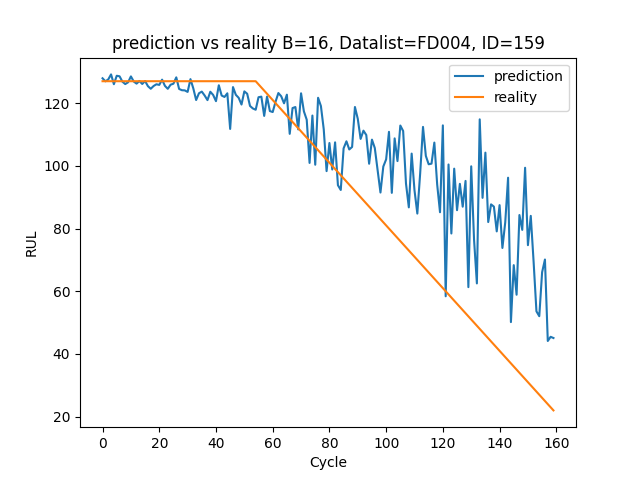 prediction vs reality B=16, Datalist=FD004, ID=159
prediction
reality
120
100
80
60
40
20
RUL
0 20 40 60 80 100 120 140 160
Cycle